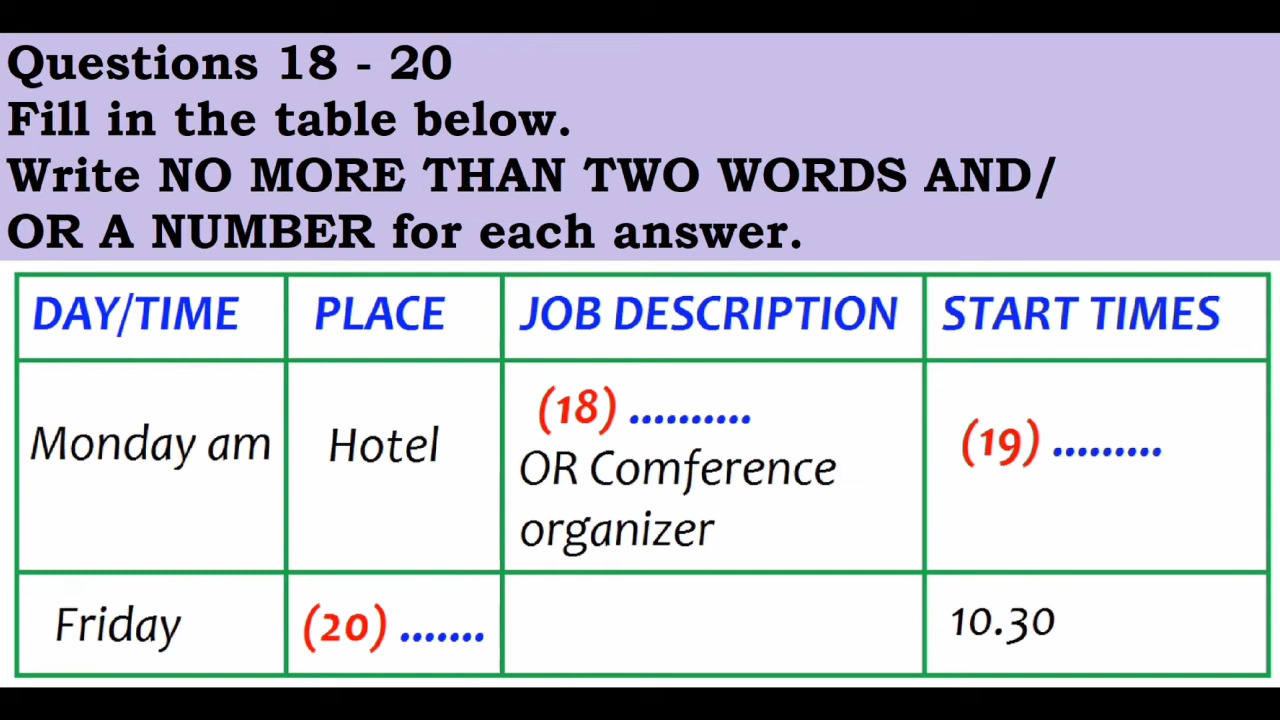 Questions 18 - 20
Fill in the table below.
Write NO MORE THAN TWO WORDS AND/
OR A NUMBER for each answer.
DAY/TIME PLACE JOB DESCRIPTION START TIMES
Monday am Hotel (18) .......... (19) .........
OR Comference
organizer
Friday (20) ....... 10.30